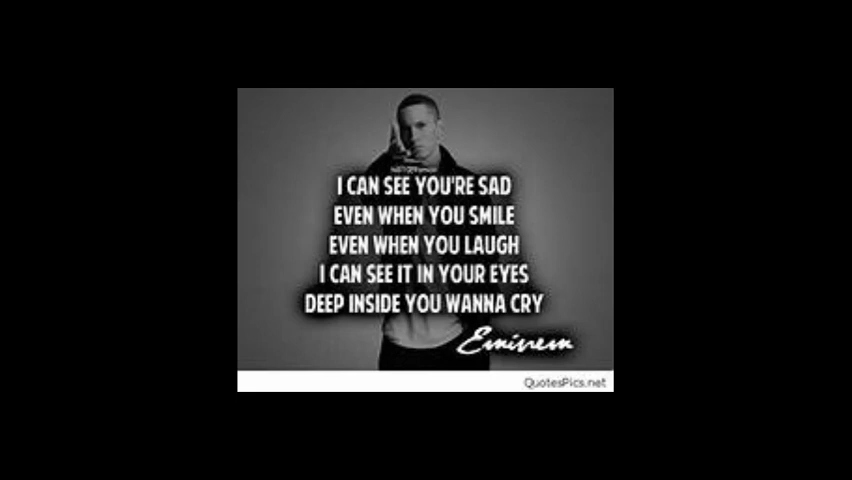 I CAN SEE YOU'RE SAD
EVEN WHEN YOU SMILE
EVEN WHEN YOU LAUGH
I CAN SEE IT IN YOUR EYES
DEEP INSIDE YOU WANNA CRY
Eminem
QuotesPics.net